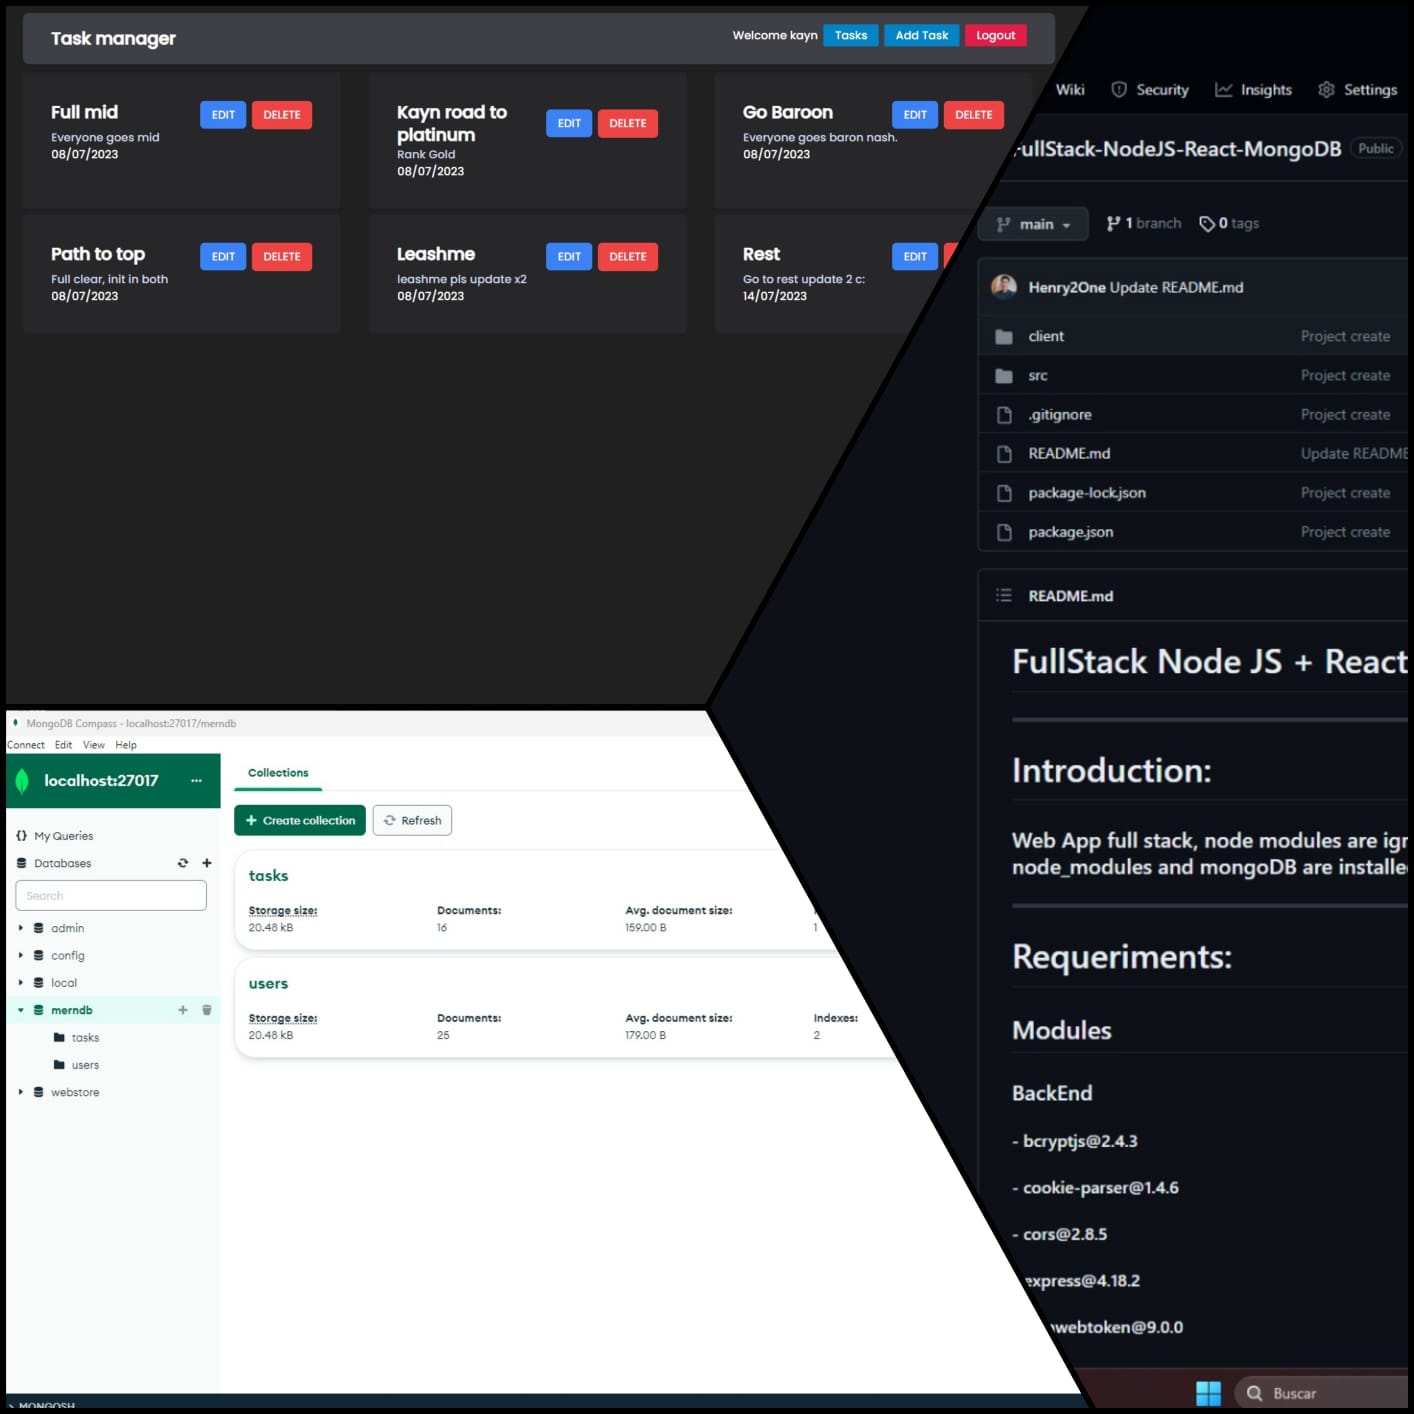 Task manager
Welcome kayn
Tasks
Add Task
Logout
Full mid
EDIT
DELETE
Everyone goes mid
08/07/2023
Kayn road to
platinum
EDIT
DELETE
Rank Gold
08/07/2023
Go Baroon
EDIT
DELETE
Everyone goes baron nash.
08/07/2023
Path to top
EDIT
DELETE
Full clear, init in both
08/07/2023
Leashme
EDIT
DELETE
leashme pls update x2
08/07/2023
Rest
EDIT
Go to rest update 2 c:
14/07/2023
Wiki
Security
Insights
Settings
FullStack-NodeJS-React-MongoDB
Public
main
1 branch
0 tags
Henry2One Update README.md
client
Project create
src
Project create
.gitignore
Project create
README.md
Update README
package-lock.json
Project create
package.json
Project create
README.md
FullStack Node JS + React
Introduction:
Web App full stack, node modules are
node_modules and mongoDB are
Requeriments:
Modules
BackEnd
- bcryptjs@2.4.3
- cookie-parser@1.4.6
- cors@2.8.5
express@4.18.2
webtoken@9.0.0
Buscar
MongoDB Compass - localhost:27017/merndb
Connect Edit View Help
localhost:27017
...
{} My Queries
Databases
Search
admin
config
local
merndb
tasks
users
webstore
Collections
Create collection
Refresh
tasks
Storage size:
20.48 kB
Documents:
16
Avg. document size:
159.00 B
1
users
Storage size:
20.48 kB
Documents:
25
Avg. document size:
179.00 B
Indexes:
2
>_MONGOSH